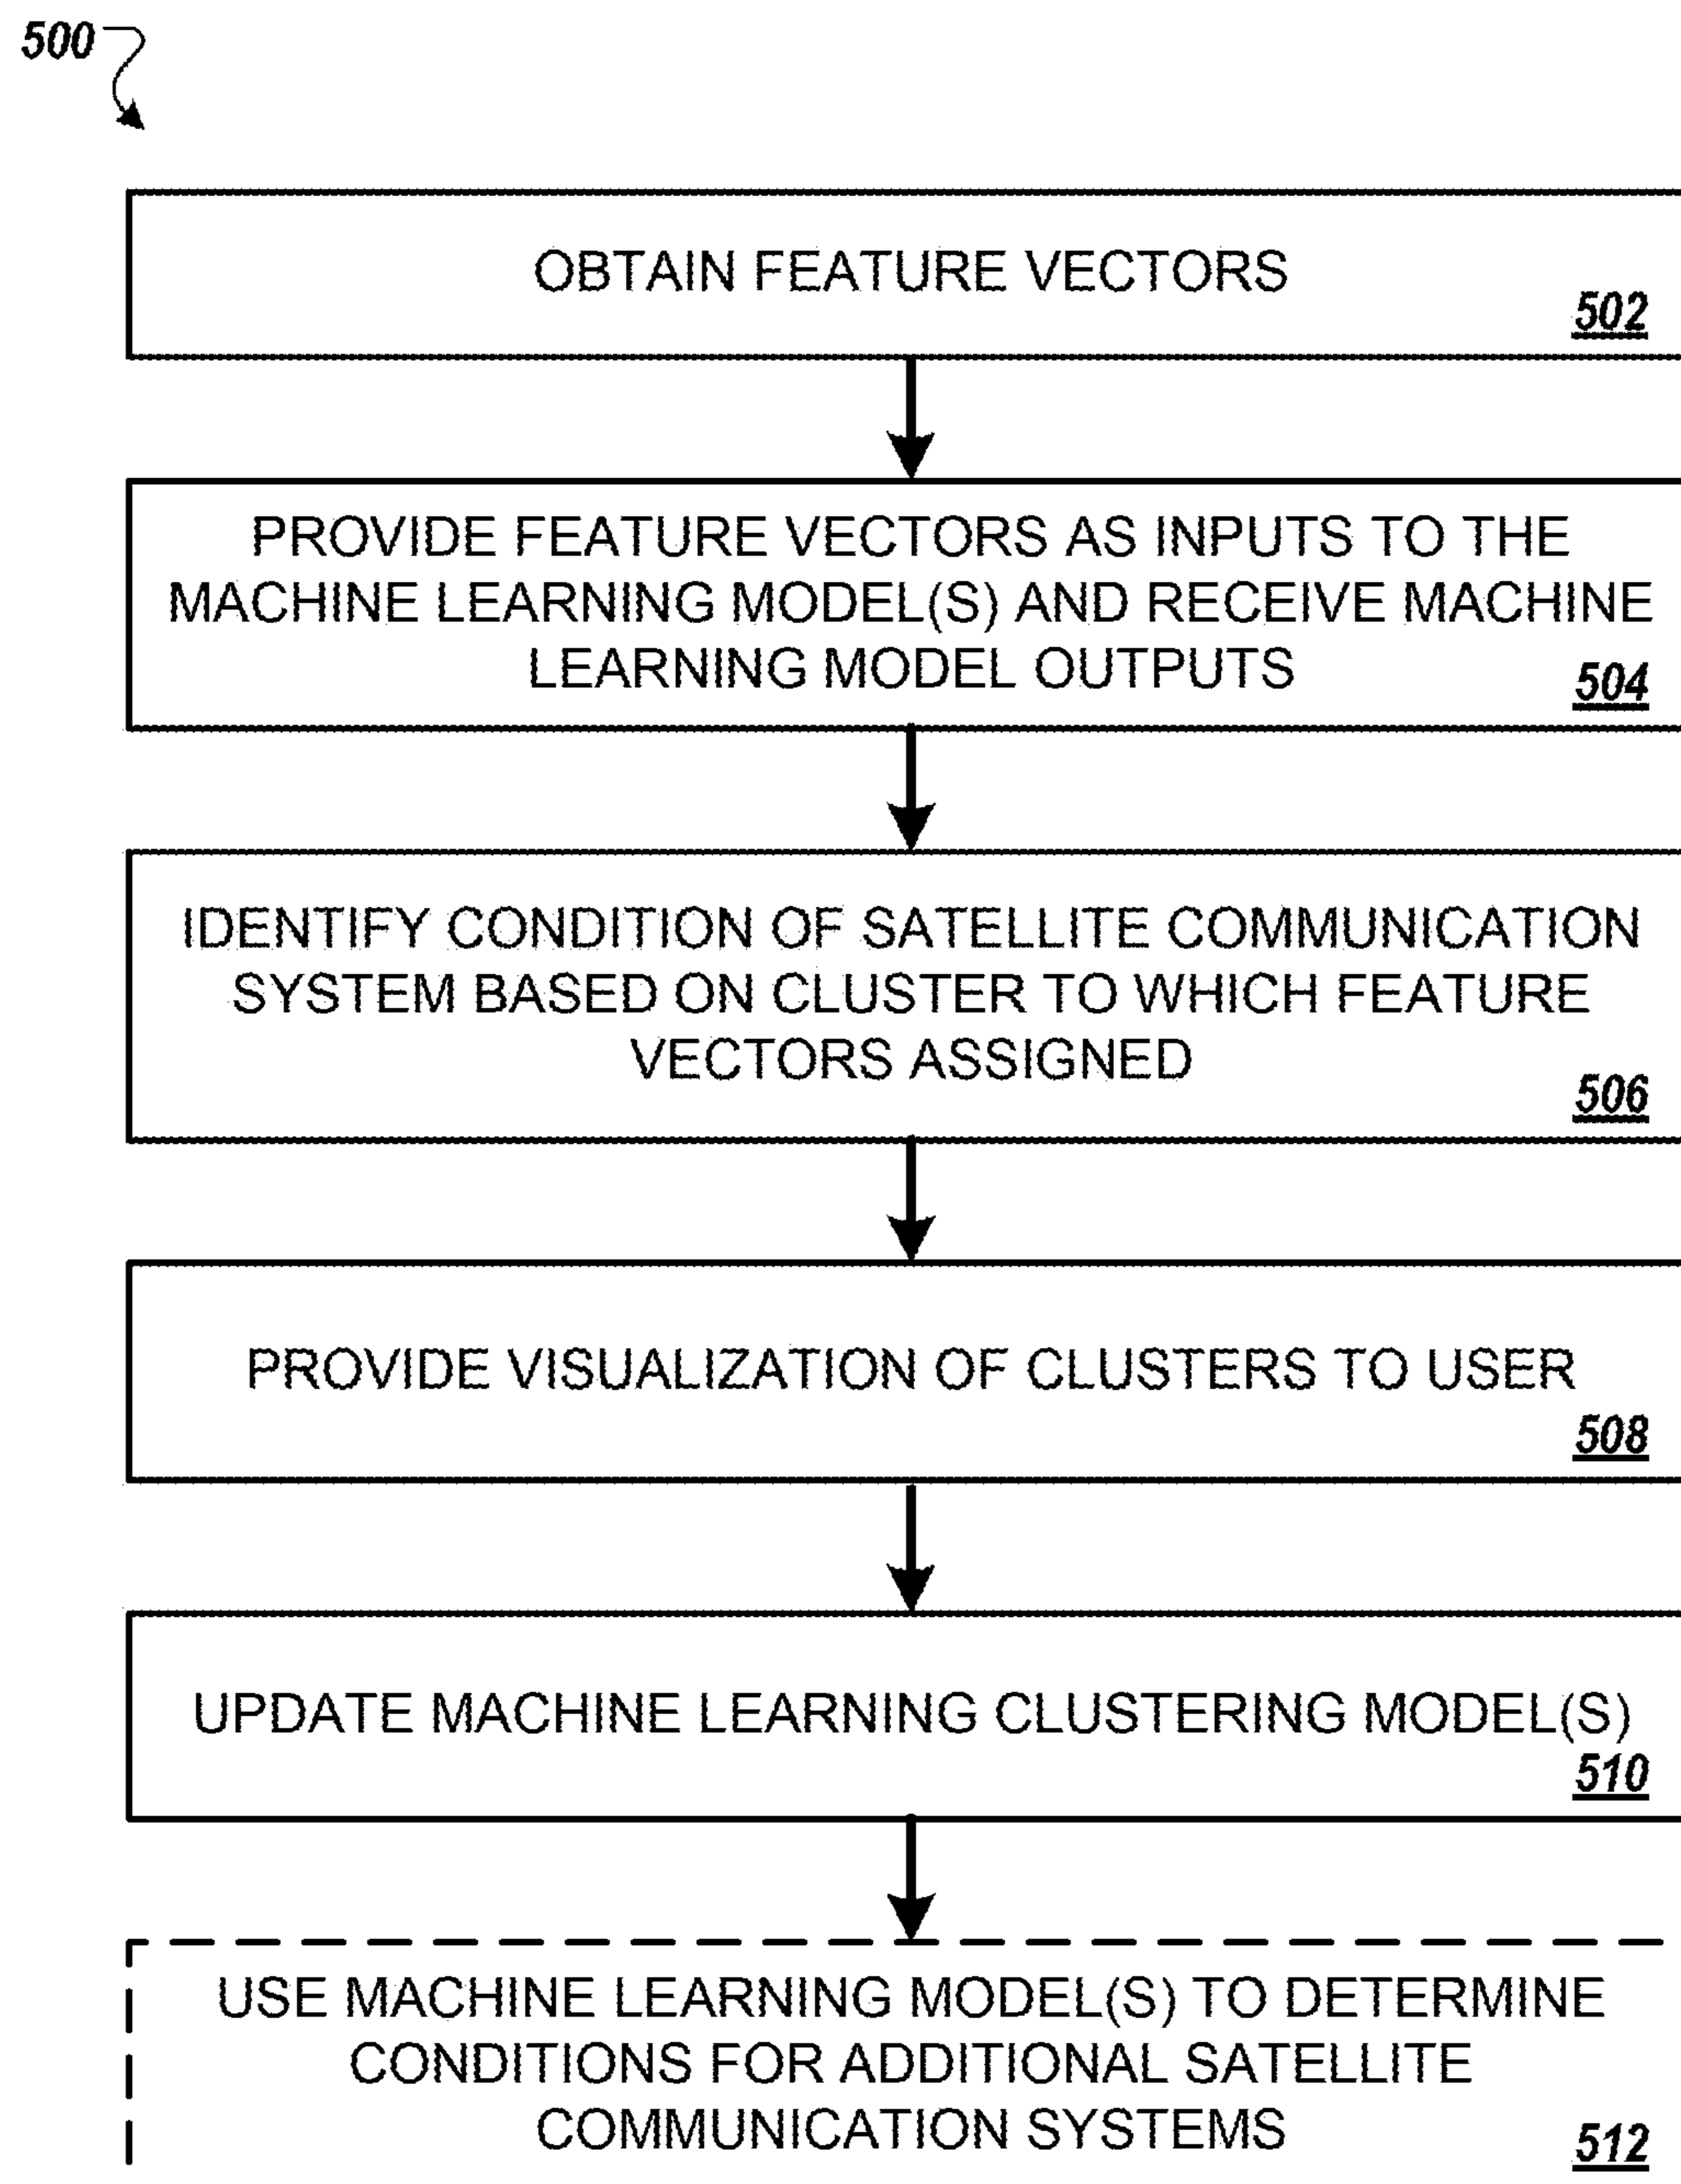 500
OBTAIN FEATURE VECTORS
502
PROVIDE FEATURE VECTORS AS INPUTS TO THE
MACHINE LEARNING MODEL(S) AND RECEIVE MACHINE
LEARNING MODEL OUTPUTS
504
IDENTIFY CONDITION OF SATELLITE COMMUNICATION
SYSTEM BASED ON CLUSTER TO WHICH FEATURE
VECTORS ASSIGNED
506
PROVIDE VISUALIZATION OF CLUSTERS TO USER
508
UPDATE MACHINE LEARNING CLUSTERING MODEL(S)
510
USE MACHINE LEARNING MODEL(S) TO DETERMINE
CONDITIONS FOR ADDITIONAL SATELLITE
COMMUNICATION SYSTEMS
512